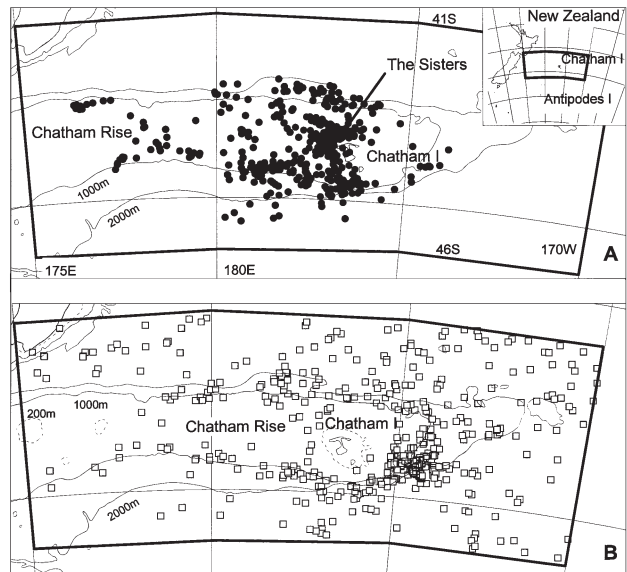 41S
New Zealand
Chatham I
Antipodes I
The Sisters
Chatham Rise
Chatham I
1000m
2000m
46S
170W
175E
180E
A
200m
1000m
Chatham Rise
Chatham I
2000m
B